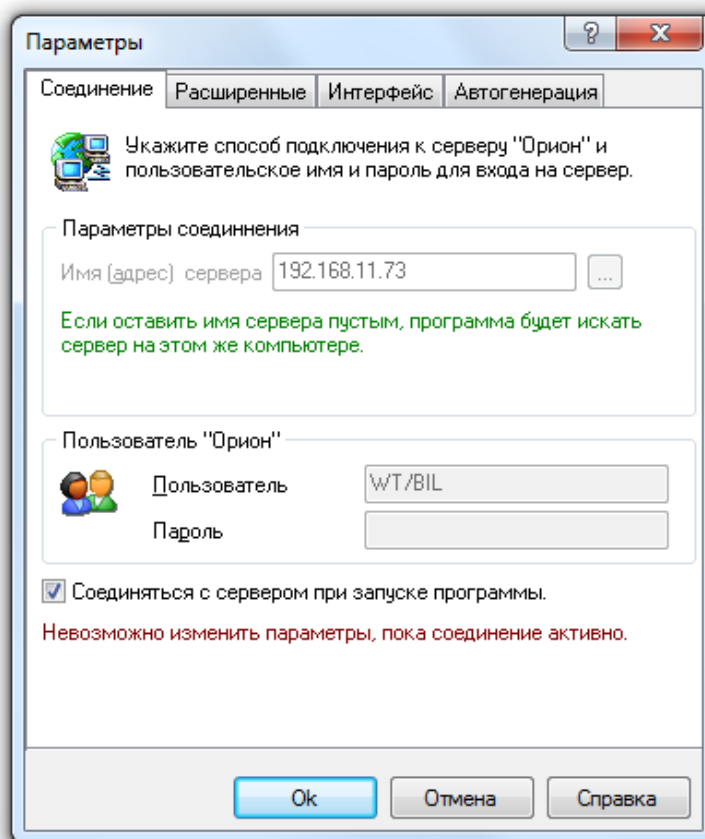 Параметры
Соединение Расширенные Интерфейс Автогенерация
Укажите способ подключения к серверу "Орион" и
пользовательское имя и пароль для входа на сервер.
Параметры соединнения
Имя (адрес) сервера 192.168.11.73 ...
Если оставить имя сервера пустым, программа будет искать
сервер на этом же компьютере.
Пользователь "Орион"
Пользователь WT/BIL
Пароль
Соединяться с сервером при запуске программы.
Невозможно изменить параметры, пока соединение активно.
Ok Отмена Справка